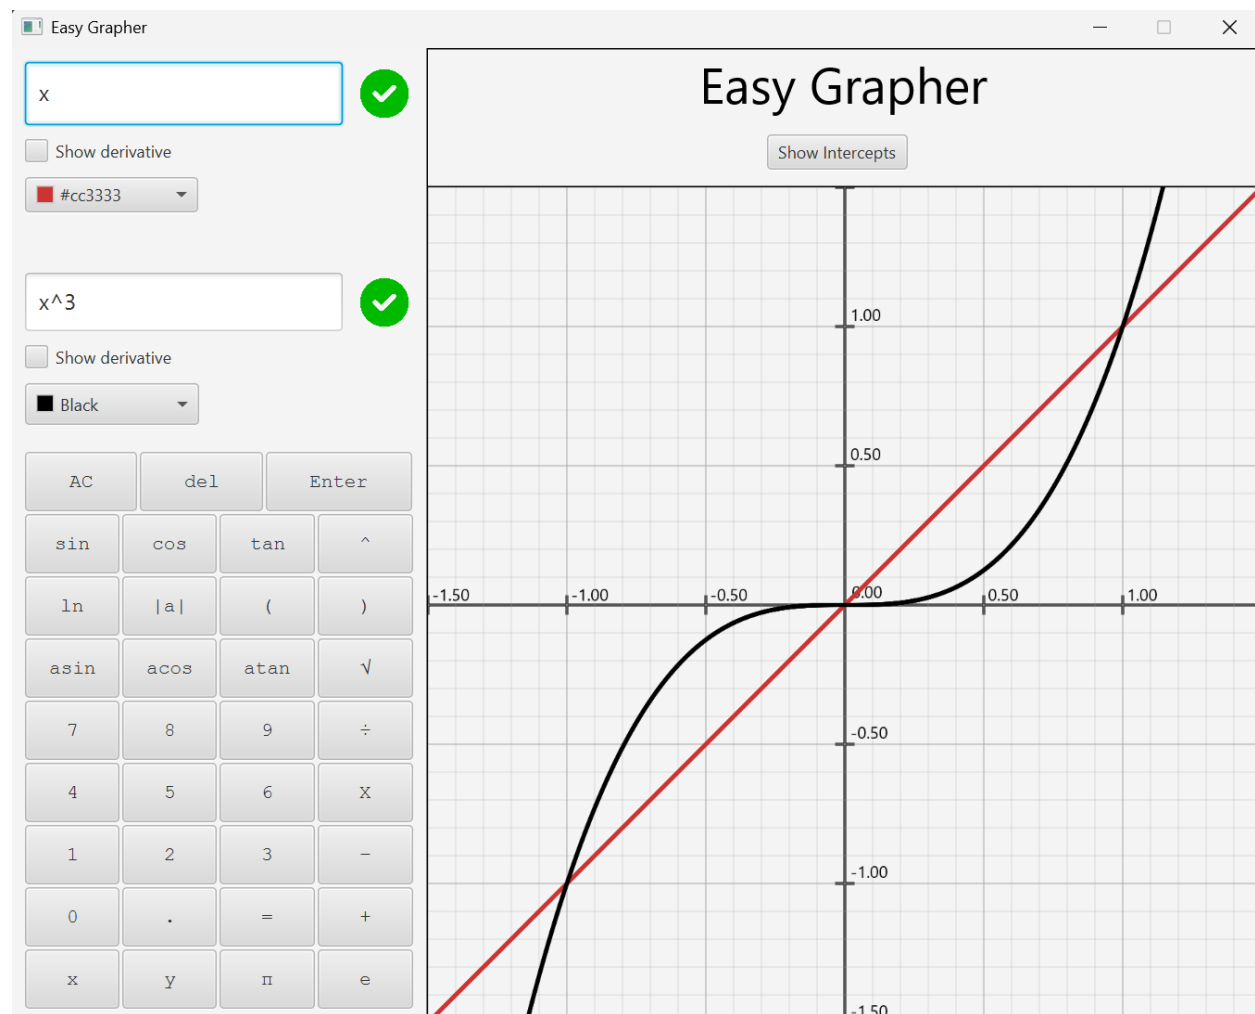 Easy Grapher
x
Show derivative
#cc3333
x^3
Show derivative
Black
AC del Enter
sin cos tan ^
ln |a| ( )
asin acos atan √
7 8 9 ÷
4 5 6 X
1 2 3 −
0 . = +
x y π e
Easy Grapher
Show Intercepts
1.00
0.50
-1.50 -1.00 -0.50 0.00 0.50 1.00
-0.50
-1.00
-1.50